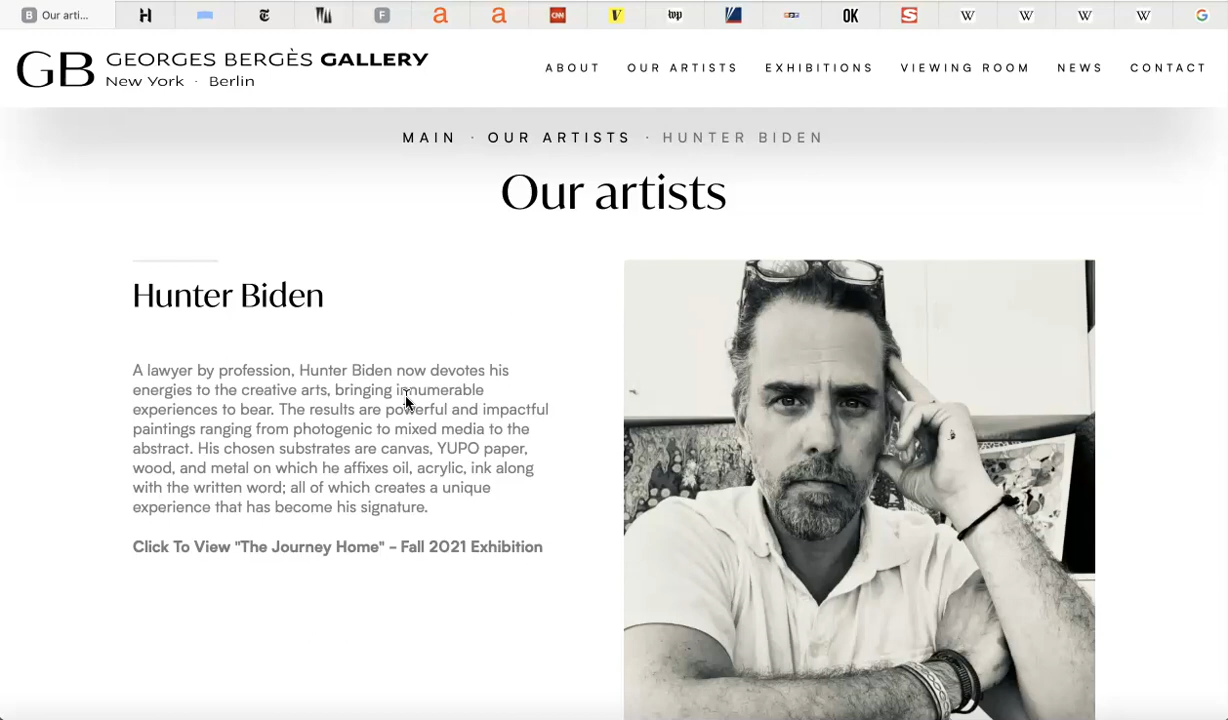 B Our arti...
F
a
a
CNN
V
wp
OK
S
W
W
W
W
G
GB GEORGES BERGÈS GALLERY
New York · Berlin
ABOUT OUR ARTISTS EXHIBITIONS VIEWING ROOM NEWS CONTACT
MAIN · OUR ARTISTS · HUNTER BIDEN
Our artists
Hunter Biden
A lawyer by profession, Hunter Biden now devotes his
energies to the creative arts, bringing innumerable
experiences to bear. The results are powerful and impactful
paintings ranging from photogenic to mixed media to the
abstract. His chosen substrates are canvas, YUPO paper,
wood, and metal on which he affixes oil, acrylic, ink along
with the written word; all of which creates a unique
experience that has become his signature.
Click To View "The Journey Home" – Fall 2021 Exhibition